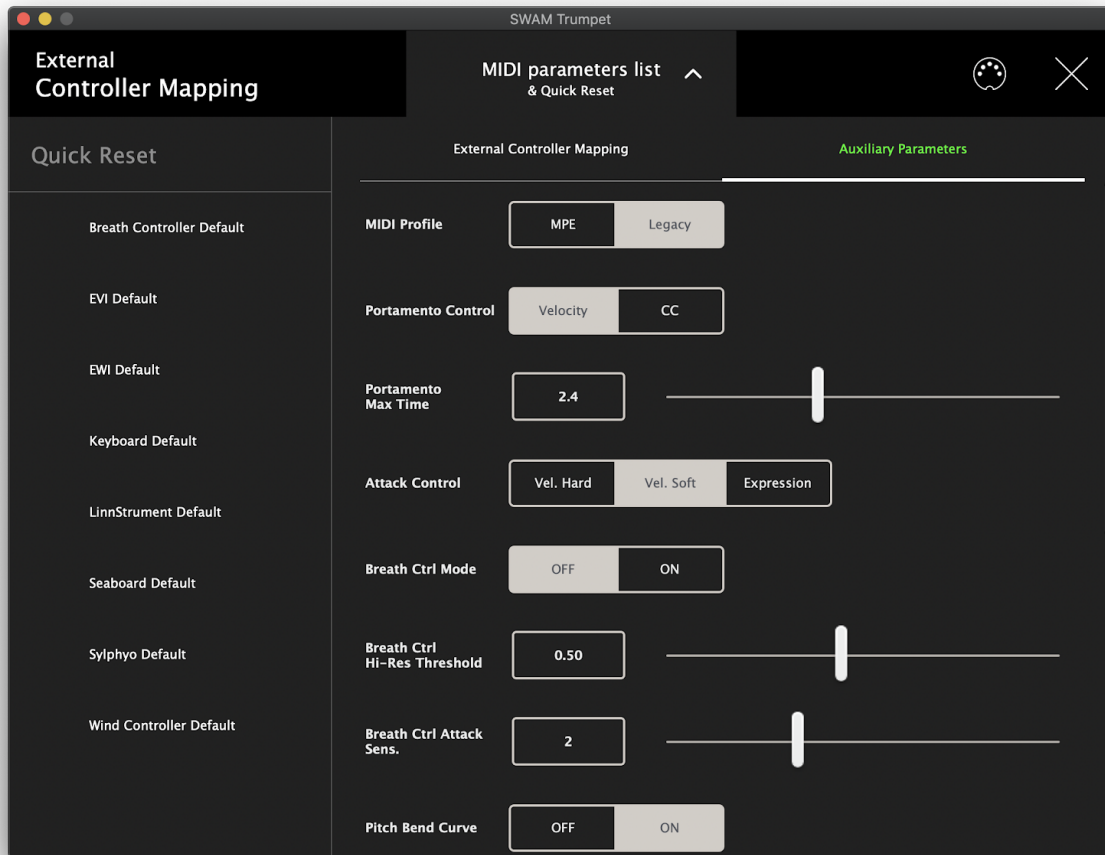 SWAM Trumpet
External
Controller Mapping
MIDI parameters list
& Quick Reset
Quick Reset
Breath Controller Default
EVI Default
EWI Default
Keyboard Default
LinnStrument Default
Seaboard Default
Sylphyo Default
Wind Controller Default
External Controller Mapping
Auxiliary Parameters
MIDI Profile
MPE
Legacy
Portamento Control
Velocity
CC
Portamento
Max Time
2.4
Attack Control
Vel. Hard
Vel. Soft
Expression
Breath Ctrl Mode
OFF
ON
Breath Ctrl
Hi-Res Threshold
0.50
Breath Ctrl Attack
Sens.
2
Pitch Bend Curve
OFF
ON